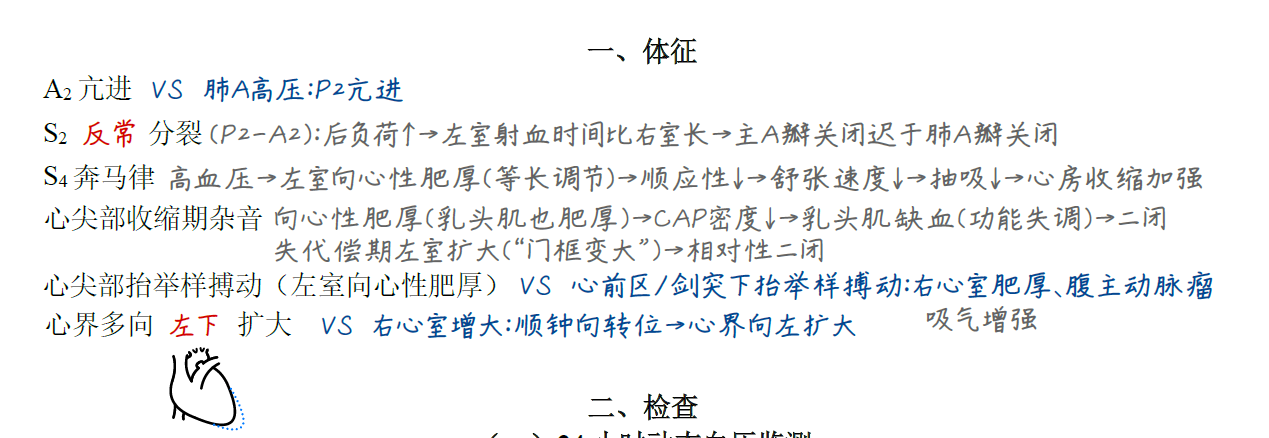 一、体征
A₂亢进 VS 肺A高压:P2亢进
S₂ 反常 分裂(P2-A2):后负荷↑→左室射血时间比右室长→主A瓣关闭迟于肺A瓣关闭
S₄奔马律 高血压→左室向心性肥厚(等长调节)→顺应性↓→舒张速度↓→抽吸↓→心房收缩加强
心尖部收缩期杂音 向心性肥厚(乳头肌也肥厚)→CAP密度↓→乳头肌缺血(功能失调)→二闭
失代偿期左室扩大(“门框变大”)→相对性二闭
心尖部抬举样搏动（左室向心性肥厚） VS 心前区/剑突下抬举样搏动:右心室肥厚、腹主动脉瘤
心界多向 左下 扩大 VS 右心室增大:顺钟向转位→心界向左扩大 吸气增强
二、检查